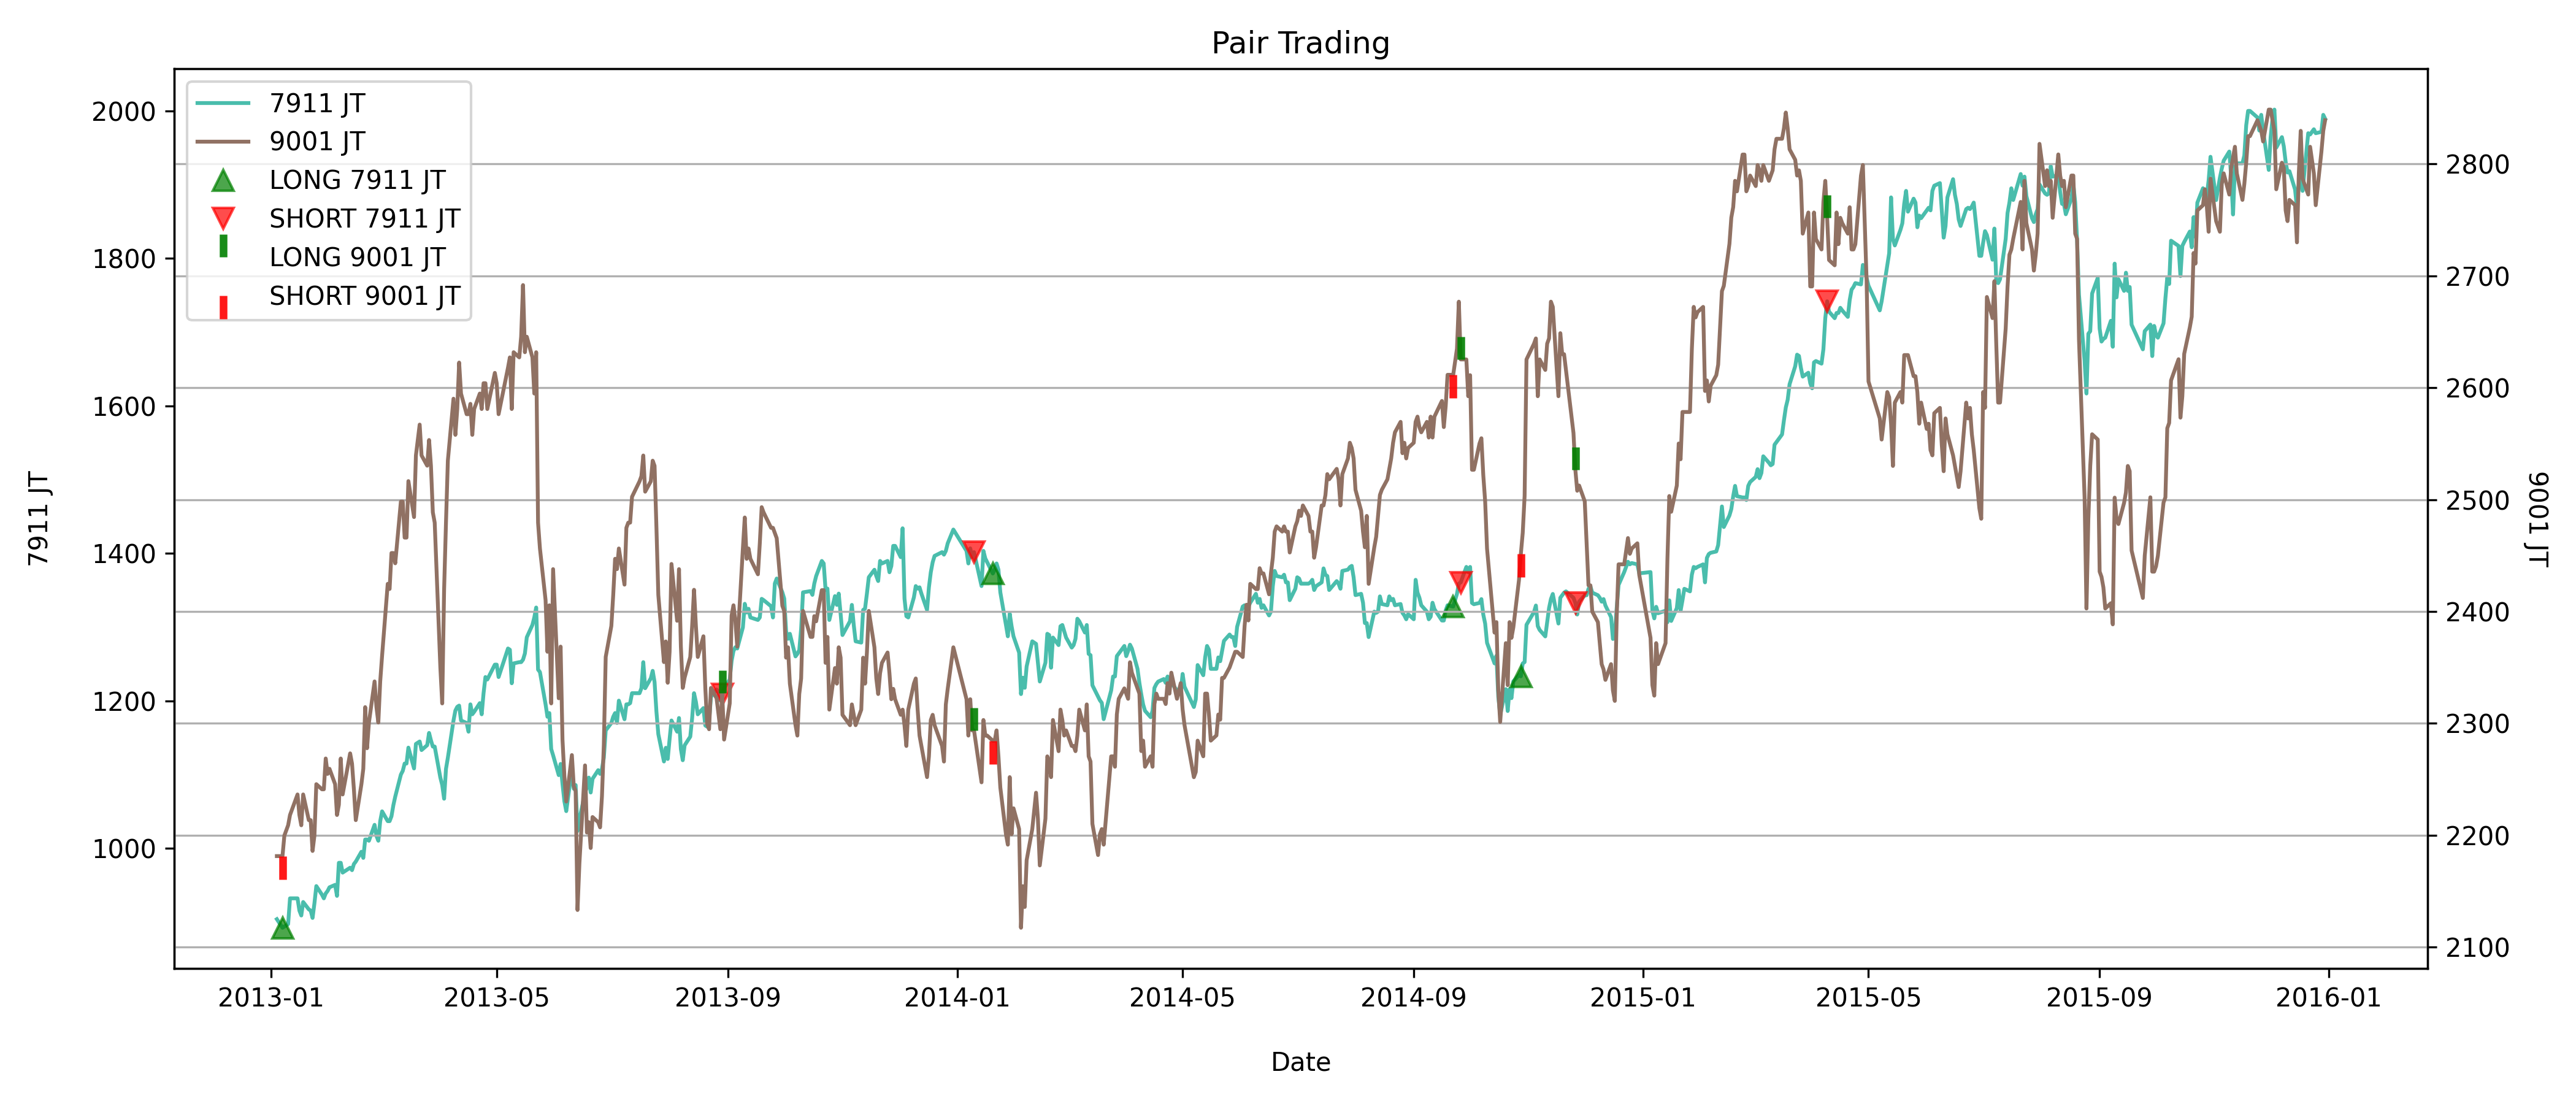 Pair Trading
7911 JT
9001 JT
LONG 7911 JT
SHORT 7911 JT
LONG 9001 JT
SHORT 9001 JT
2000
1800
1600
1400
1200
1000
7911 JT
2800
2700
2600
2500
2400
2300
2200
2100
9001 JT
2013-01 2013-05 2013-09 2014-01 2014-05 2014-09 2015-01 2015-05 2015-09 2016-01
Date